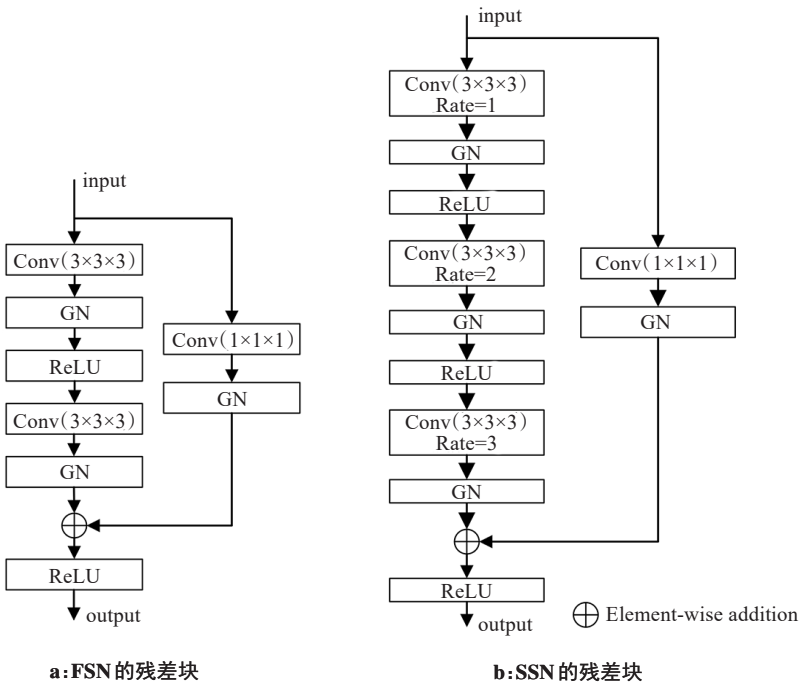 input
Conv(3×3×3)
GN
ReLU
Conv(3×3×3)
GN
Conv(1×1×1)
GN
ReLU
output
a:FSN的残差块
input
Conv(3×3×3)
Rate=1
GN
ReLU
Conv(3×3×3)
Rate=2
GN
ReLU
Conv(3×3×3)
Rate=3
GN
Conv(1×1×1)
GN
ReLU
output
Element-wise addition
b:SSN的残差块